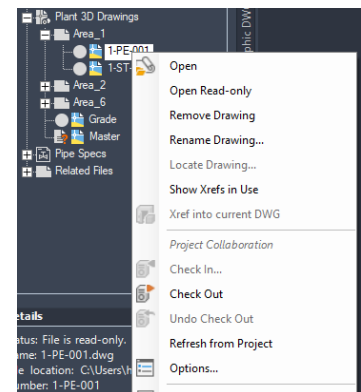 Plant 3D Drawings
Area_1
1-PE-001
1-ST-
Area_2
Area_6
Grade
Master
Pipe Specs
Related Files
phic DWG
Open
Open Read-only
Remove Drawing
Rename Drawing...
Locate Drawing...
Show Xrefs in Use
Xref into current DWG
Project Collaboration
Check In...
Check Out
Undo Check Out
Refresh from Project
Options...
etails
atus: File is read-only.
ame: 1-PE-001.dwg
e location: C:\Users\h
umber: 1-PE-001